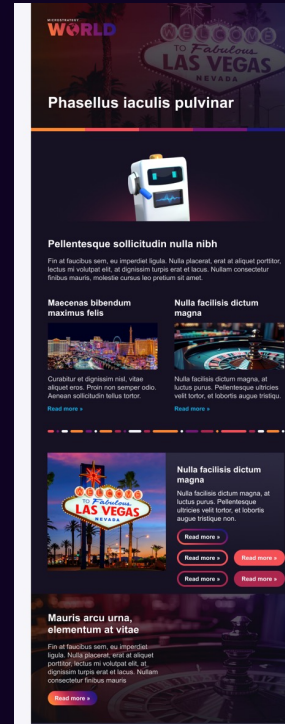 MICROSTRATEGY
WORLD
WELCOME
TO Fabulous
LAS VEGAS
NEVADA
Phasellus iaculis pulvinar
Pellentesque sollicitudin nulla nibh
Fin at faucibus sem, eu imperdiet ligula. Nulla placerat, erat at aliquet porttitor,
lectus mi volutpat elit, at dignissim turpis erat et lacus. Nullam consectetur
finibus mauris, molestie cursus leo pretium sit amet.
Maecenas bibendum
maximus felis
Curabitur et dignissim nisl, vitae
aliquet eros. Proin non semper odio.
Aenean sollicitudin tellus tortor.
Read more »
Nulla facilisis dictum
magna
Nulla facilisis dictum magna, at
luctus purus. Pellentesque ultricies
velit tortor, et lobortis augue tristiqu.
Read more »
WELCOME
TO Fabulous
LAS VEGAS
NEVADA
Nulla facilisis dictum
magna
Nulla facilisis dictum magna, at
luctus purus. Pellentesque
ultricies velit tortor, et lobortis
augue tristique non.
Read more »
Read more » Read more »
Read more » Read more »
Mauris arcu urna,
elementum at vitae
Fin at faucibus sem, eu imperdiet
ligula. Nulla placerat, erat at aliquet
porttitor, lectus mi volutpat elit, at
dignissim turpis erat et lacus. Nullam
consectetur finibus mauris
Read more »